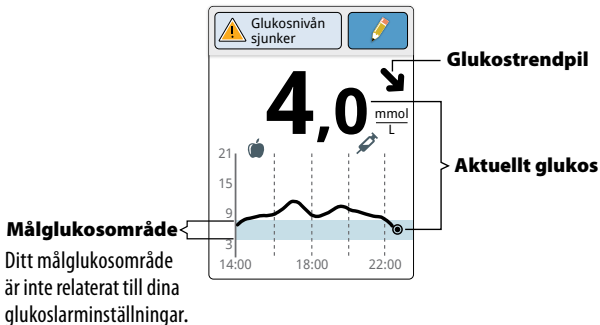 Glukosnivån
sjunker
Glukostrendpil
4,0 mmol
L
Aktuellt glukos
21
15
9
3
14:00 18:00 22:00
Målglukosområde
Ditt målglukosområde
är inte relaterat till dina
glukoslarminställningar.